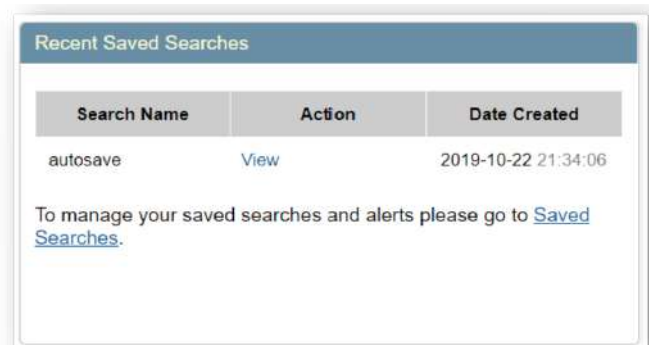 Recent Saved Searches
Search Name Action Date Created
autosave View 2019-10-22 21:34:06
To manage your saved searches and alerts please go to Saved
Searches.